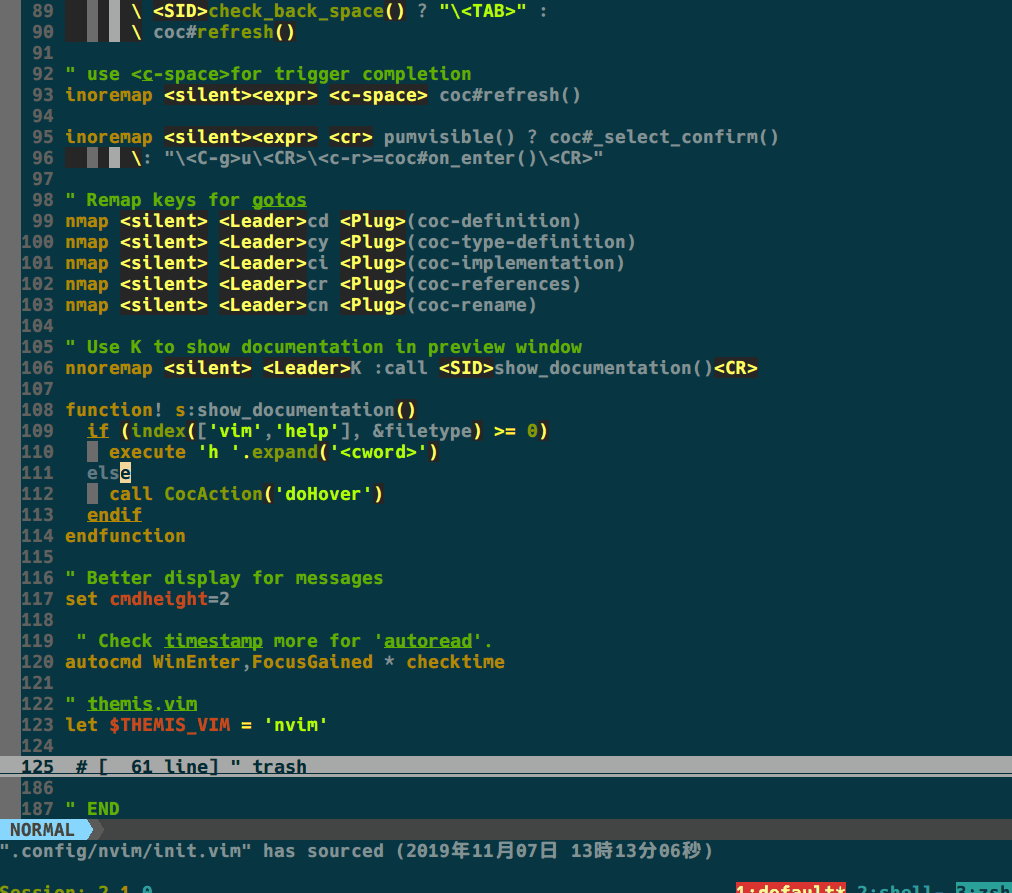 89 \ <SID>check_back_space() ? "\<TAB>" :
90 \ coc#refresh()
91
92 " use <c-space>for trigger completion
93 inoremap <silent><expr> <c-space> coc#refresh()
94
95 inoremap <silent><expr> <cr> pumvisible() ? coc#_select_confirm()
96 \: "\<C-g>u\<CR>\<c-r>=coc#on_enter()\<CR>"
97
98 " Remap keys for gotos
99 nmap <silent> <Leader>cd <Plug>(coc-definition)
100 nmap <silent> <Leader>cy <Plug>(coc-type-definition)
101 nmap <silent> <Leader>ci <Plug>(coc-implementation)
102 nmap <silent> <Leader>cr <Plug>(coc-references)
103 nmap <silent> <Leader>cn <Plug>(coc-rename)
104
105 " Use K to show documentation in preview window
106 nnoremap <silent> <Leader>K :call <SID>show_documentation()<CR>
107
108 function! s:show_documentation()
109 if (index(['vim','help'], &filetype) >= 0)
110 execute 'h '.expand('<cword>')
111 else
112 call CocAction('doHover')
113 endif
114 endfunction
115
116 " Better display for messages
117 set cmdheight=2
118
119 " Check timestamp more for 'autoread'.
120 autocmd WinEnter,FocusGained * checktime
121
122 " themis.vim
123 let $THEMIS_VIM = 'nvim'
124
125 # [ 61 line] " trash
186
187 " END
NORMAL
".config/nvim/init.vim" has sourced (2019年11月07日 13時13分06秒)
Session: 2 1 0 1:default* 2:shell- 3:zsh